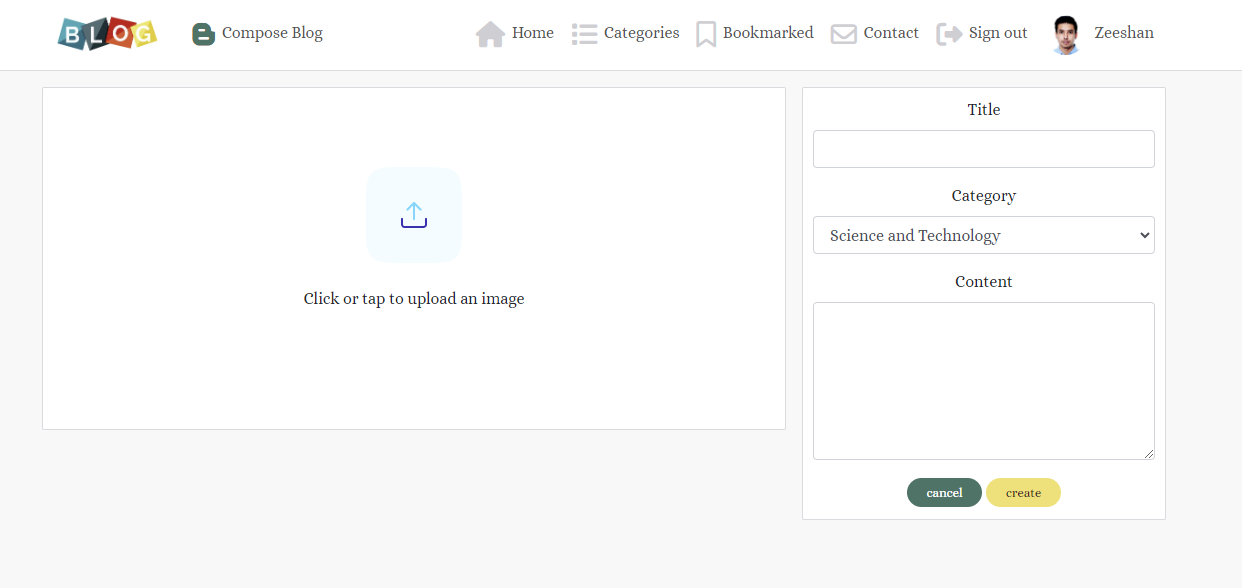 BLOG Compose Blog Home Categories Bookmarked Contact Sign out Zeeshan
Click or tap to upload an image
Title
Category
Science and Technology
Content
cancel create